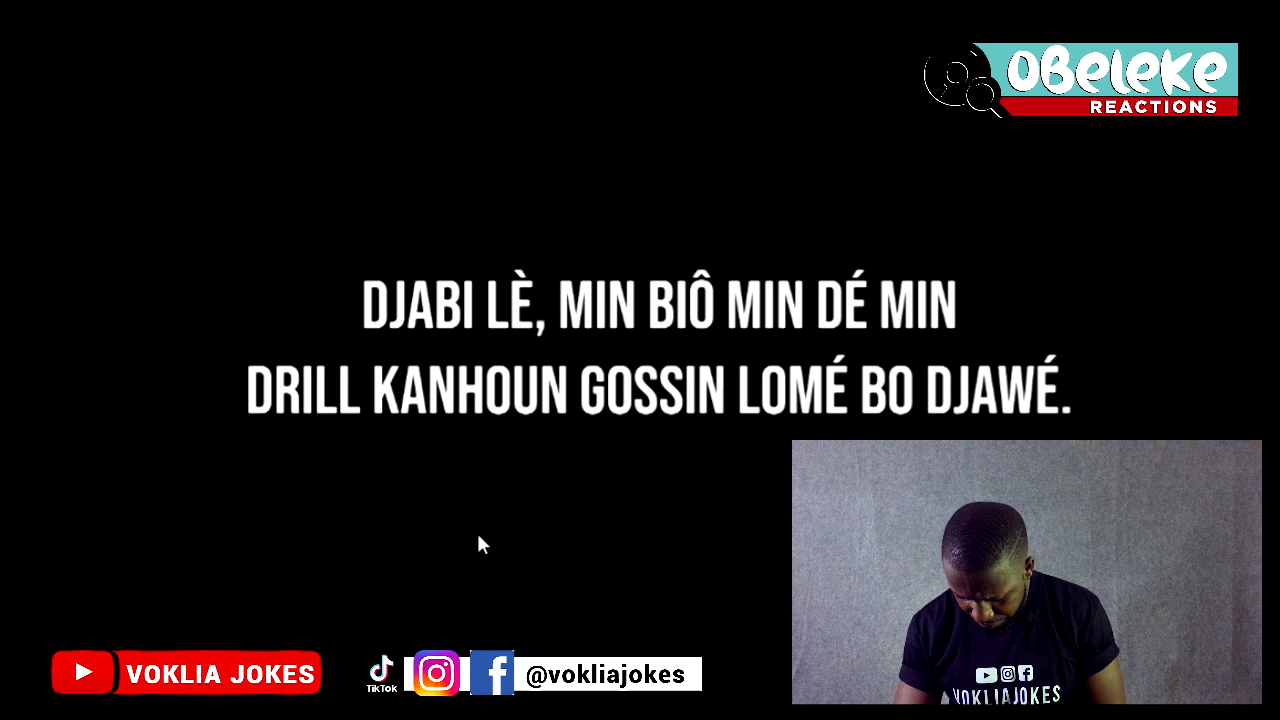 OBELEKE
REACTIONS
DJABI LÈ, MIN BIÔ MIN DÉ MIN
DRILL KANHOUN GOSSIN LOMÉ BO DJAWÉ.
VOKLIA JOKES
TikTok
@vokliajokes
VOKLIAJOKES